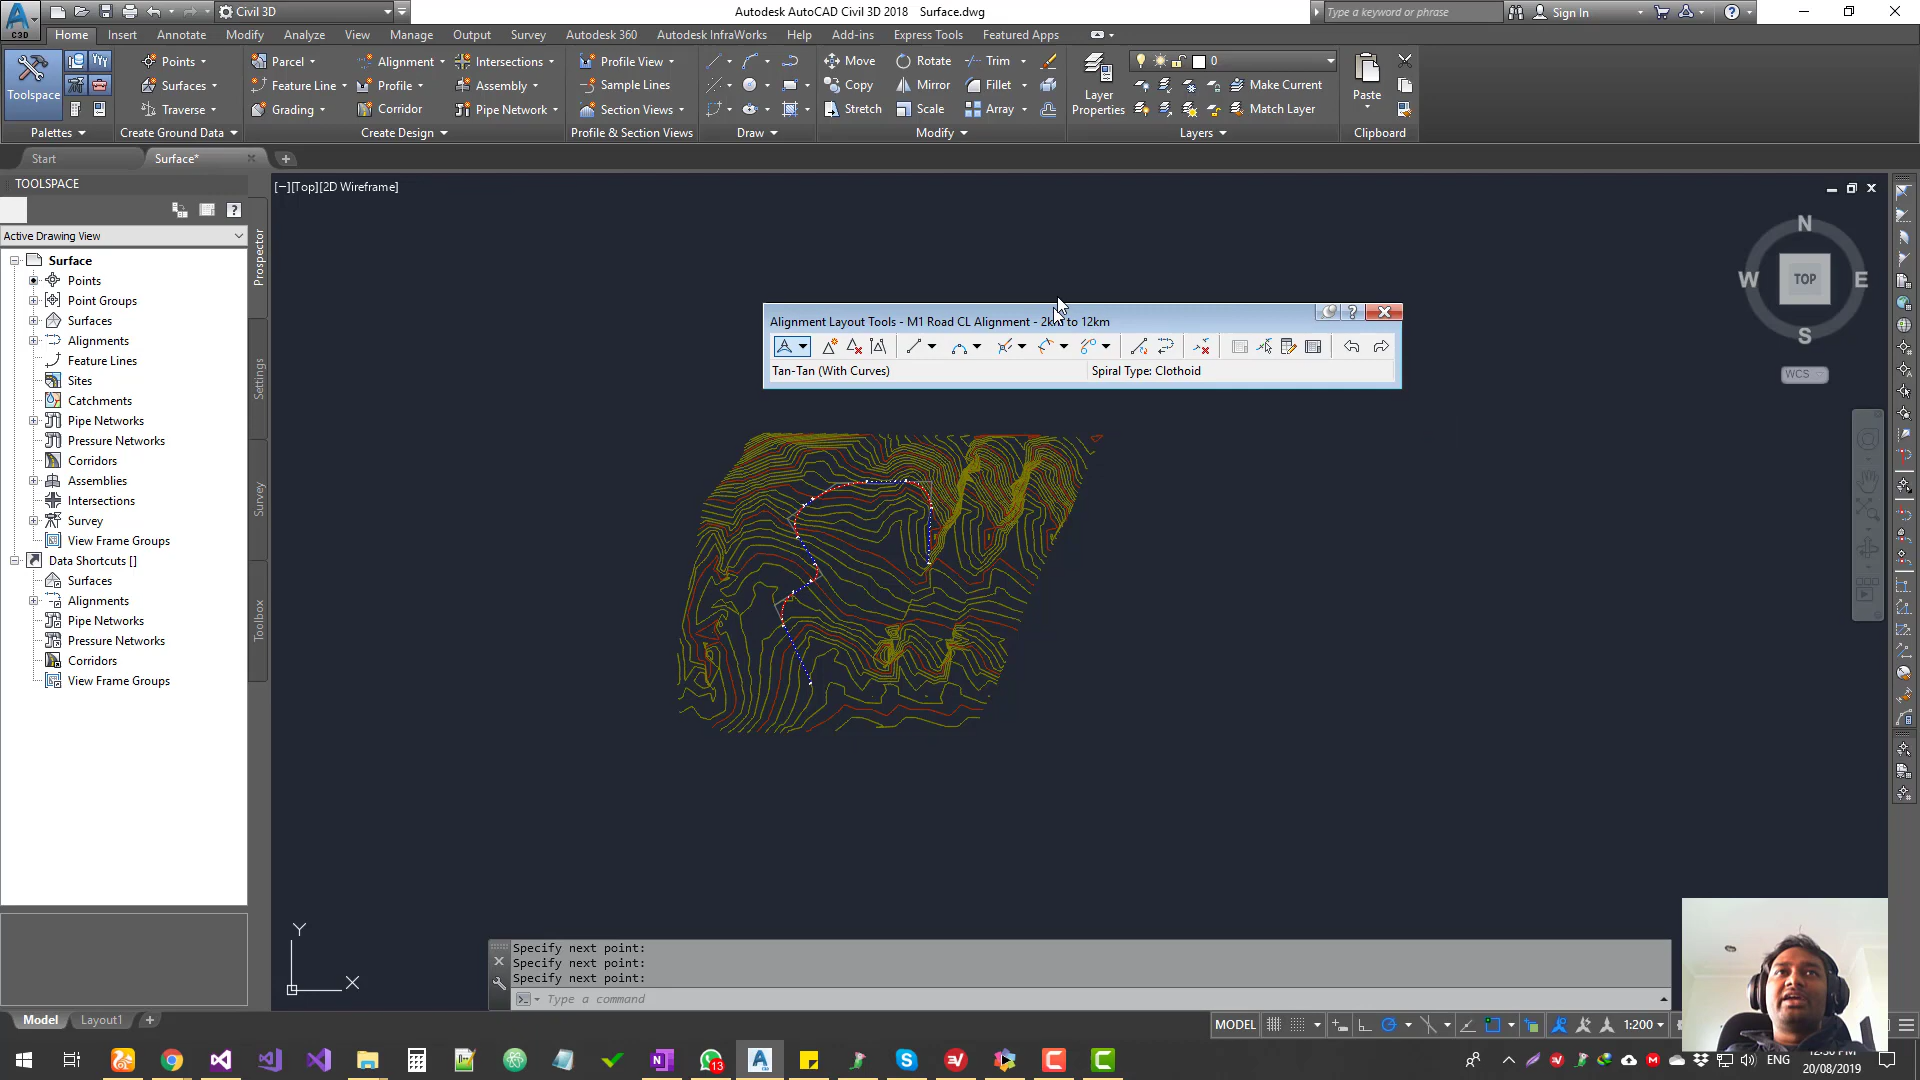 Civil 3D
Autodesk AutoCAD Civil 3D 2018 Surface.dwg
Type a keyword or phrase
Sign In
C3D
Home Insert Annotate Modify Analyze View Manage Output Survey Autodesk 360 Autodesk InfraWorks Help Add-ins Express Tools Featured Apps
Toolspace
Points
Surfaces
Traverse
Parcel
Feature Line
Grading
Alignment
Profile
Corridor
Intersections
Assembly
Pipe Network
Profile View
Sample Lines
Section Views
Move
Copy
Stretch
Rotate
Mirror
Scale
Trim
Fillet
Array
Layer
Properties
0
Make Current
Match Layer
Paste
Palettes Create Ground Data Create Design Profile & Section Views Draw Modify Layers Clipboard
Start
Surface*
TOOLSPACE
[−][Top][2D Wireframe]
Active Drawing View
Prospector
Settings
Survey
Toolbox
Surface
Points
Point Groups
Surfaces
Alignments
Feature Lines
Sites
Catchments
Pipe Networks
Pressure Networks
Corridors
Assemblies
Intersections
Survey
View Frame Groups
Data Shortcuts []
Surfaces
Alignments
Pipe Networks
Pressure Networks
Corridors
View Frame Groups
Alignment Layout Tools - M1 Road CL Alignment - 2km to 12km
Tan-Tan (With Curves)
Spiral Type: Clothoid
N
W TOP E
S
WCS
Y
X
Specify next point:
Specify next point:
Specify next point:
Type a command
Model
Layout1
MODEL
1:200
13
ENG
12:30 PM
20/08/2019